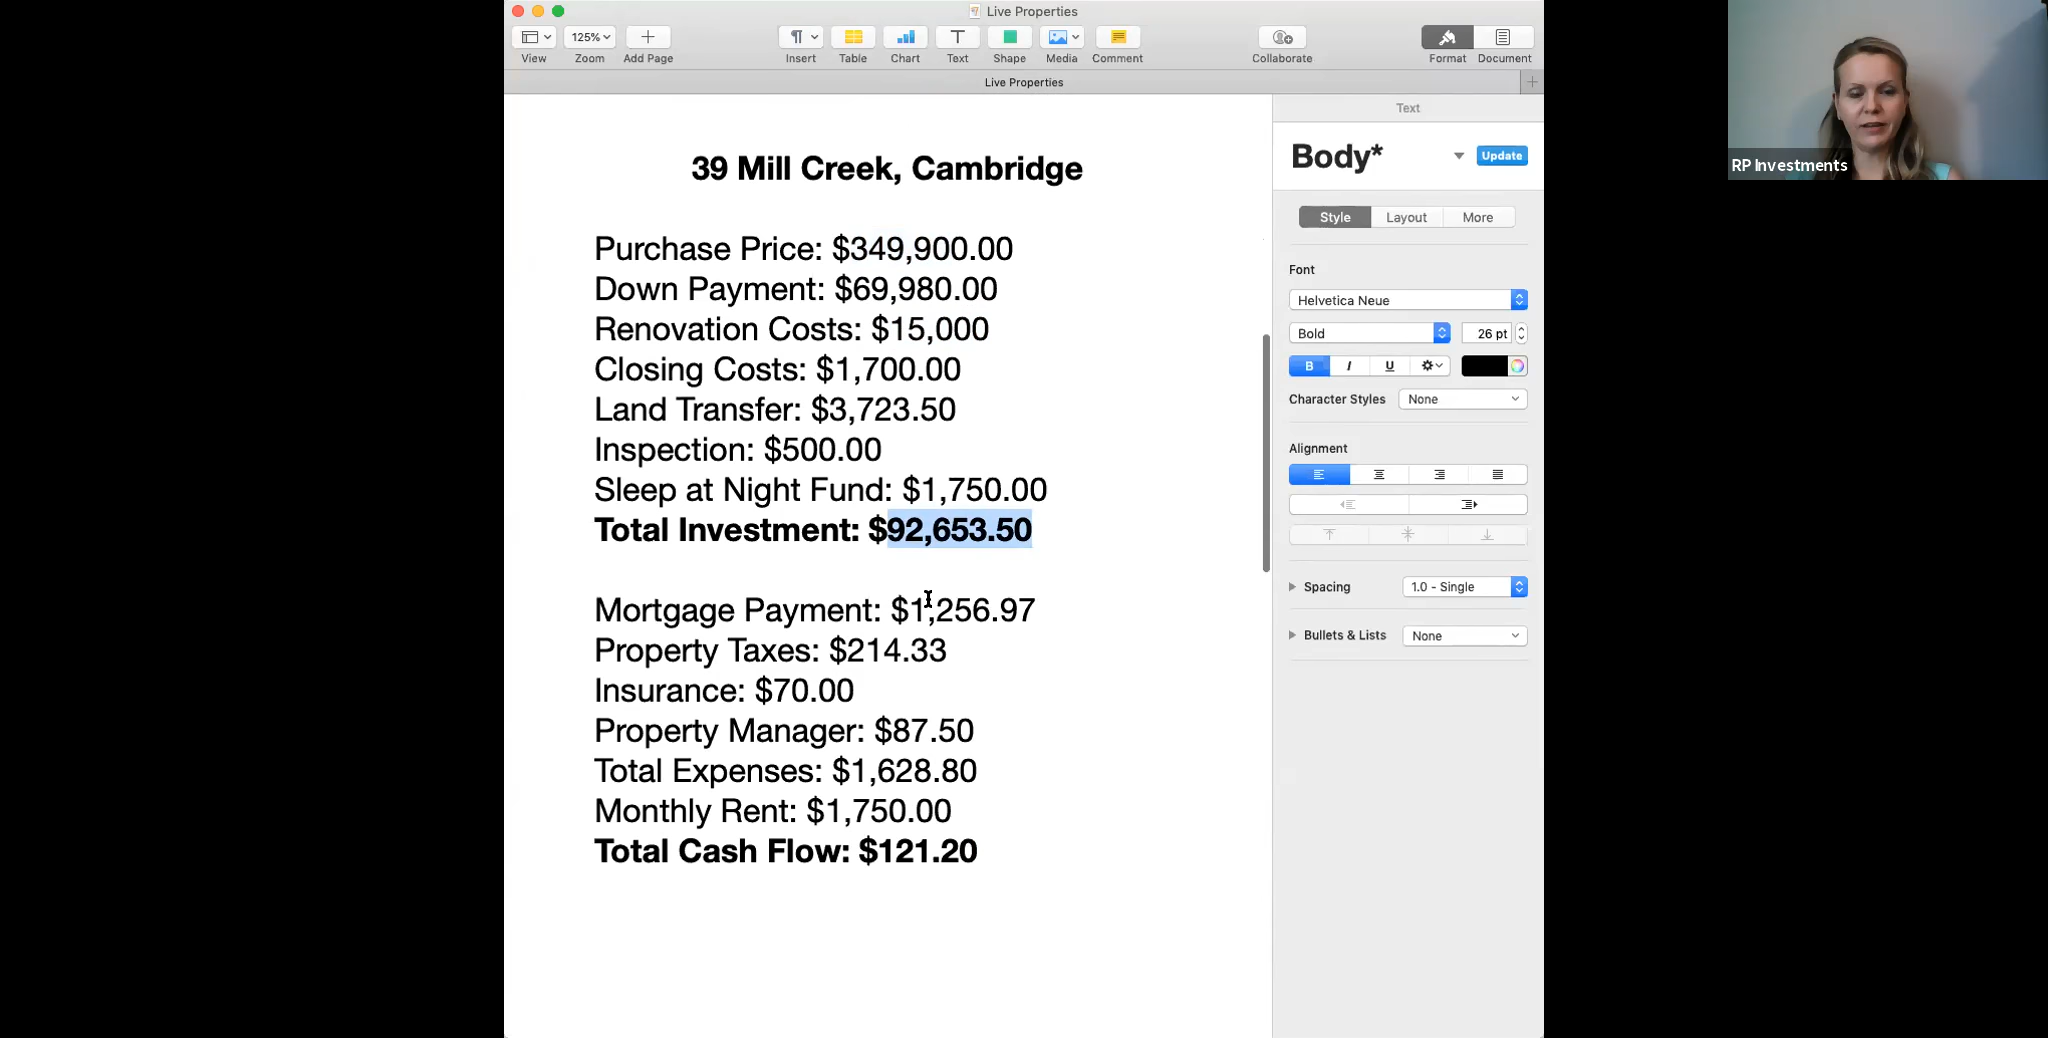 Live Properties
125%
View
Zoom
Add Page
Insert
Table
Chart
Text
Shape
Media
Comment
Collaborate
Format
Document
Live Properties
39 Mill Creek, Cambridge
Purchase Price: $349,900.00
Down Payment: $69,980.00
Renovation Costs: $15,000
Closing Costs: $1,700.00
Land Transfer: $3,723.50
Inspection: $500.00
Sleep at Night Fund: $1,750.00
Total Investment: $92,653.50
Mortgage Payment: $1,256.97
Property Taxes: $214.33
Insurance: $70.00
Property Manager: $87.50
Total Expenses: $1,628.80
Monthly Rent: $1,750.00
Total Cash Flow: $121.20
Text
Body*
Update
Style
Layout
More
Font
Helvetica Neue
Bold
26 pt
B
I
U
Character Styles
None
Alignment
Spacing
1.0 - Single
Bullets & Lists
None
RP Investments